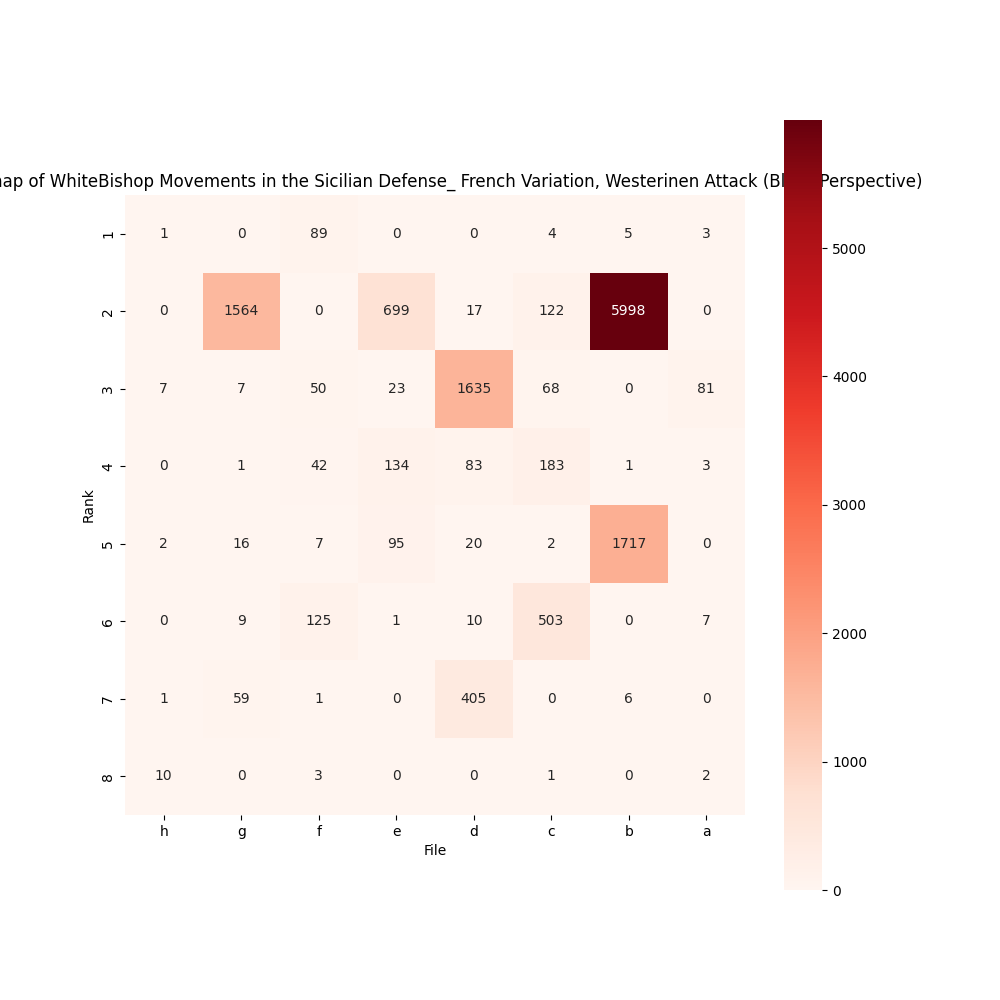 ap of WhiteBishop Movements in the Sicilian Defense_ French Variation, Westerinen Attack (Bl Perspective)
1 1 0 89 0 0 4 5 3
2 0 1564 0 699 17 122 5998 0
3 7 7 50 23 1635 68 0 81
4 0 1 42 134 83 183 1 3
5 2 16 7 95 20 2 1717 0
6 0 9 125 1 10 503 0 7
7 1 59 1 0 405 0 6 0
8 10 0 3 0 0 1 0 2
h g f e d c b a
File
Rank
5000
4000
3000
2000
1000
0